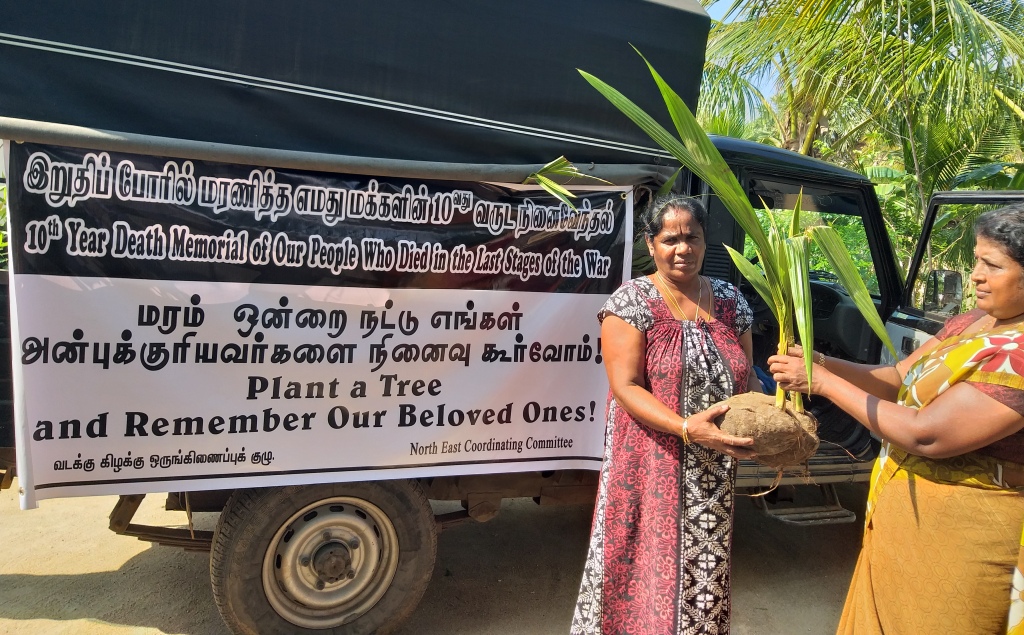 இறுதிப் போரில் மரணித்த எமது மக்களின் 10வது வருட நினைவேந்தல்
10th Year Death Memorial of Our People Who Died in the Last Stages of the War
மரம் ஒன்றை நட்டு எங்கள்
அன்புக்குரியவர்களை நினைவு கூர்வோம்!
Plant a Tree
and Remember Our Beloved Ones!
North East Coordinating Committee
வடக்கு கிழக்கு ஒருங்கிணைப்புக் குழு.